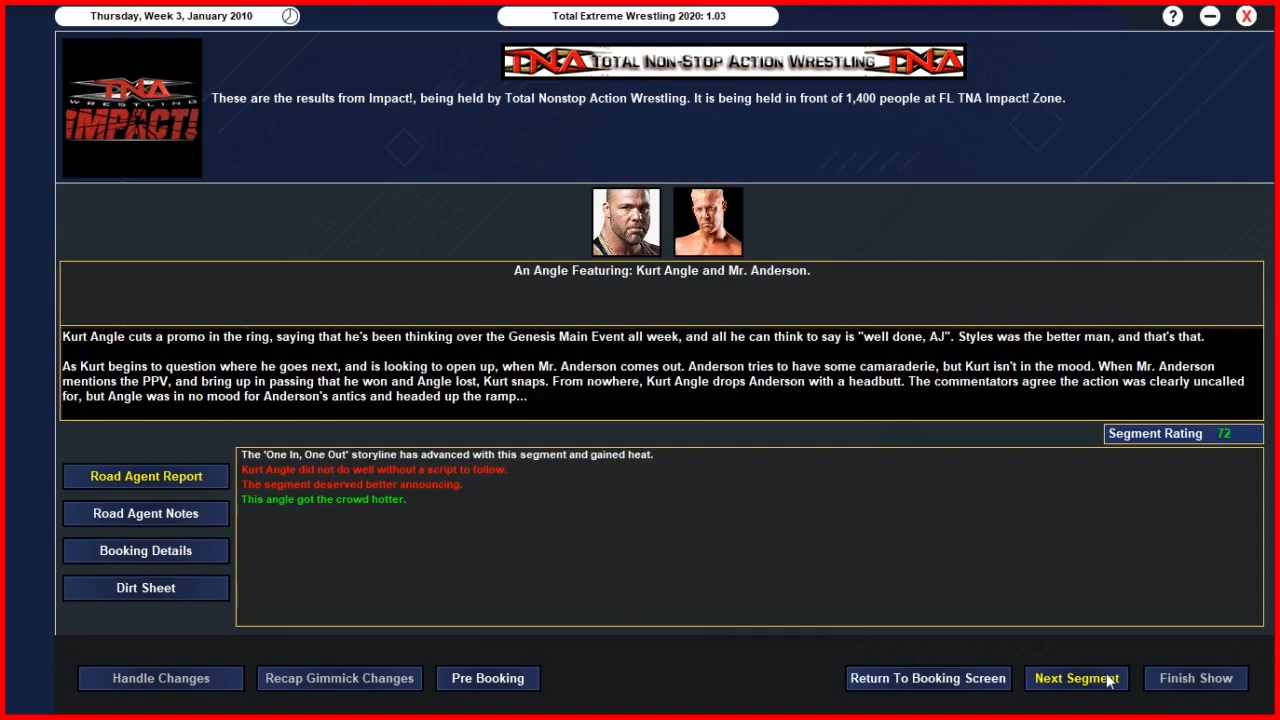 Thursday, Week 3, January 2010
Total Extreme Wrestling 2020: 1.03
?
X
TNA TOTAL NON-STOP ACTION WRESTLING TNA
TNA
WRESTLING
iMPACT!
These are the results from Impact!, being held by Total Nonstop Action Wrestling. It is being held in front of 1,400 people at FL TNA Impact! Zone.
An Angle Featuring: Kurt Angle and Mr. Anderson.
Kurt Angle cuts a promo in the ring, saying that he's been thinking over the Genesis Main Event all week, and all he can think to say is "well done, AJ". Styles was the better man, and that's that.
As Kurt begins to question where he goes next, and is looking to open up, when Mr. Anderson comes out. Anderson tries to have some camaraderie, but Kurt isn't in the mood. When Mr. Anderson
mentions the PPV, and bring up in passing that he won and Angle lost, Kurt snaps. From nowhere, Kurt Angle drops Anderson with a headbutt. The commentators agree the action was clearly uncalled
for, but Angle was in no mood for Anderson's antics and headed up the ramp...
Segment Rating 72
The 'One In, One Out' storyline has advanced with this segment and gained heat.
Kurt Angle did not do well without a script to follow.
The segment deserved better announcing.
This angle got the crowd hotter.
Road Agent Report
Road Agent Notes
Booking Details
Dirt Sheet
Handle Changes
Recap Gimmick Changes
Pre Booking
Return To Booking Screen
Next Segment
Finish Show